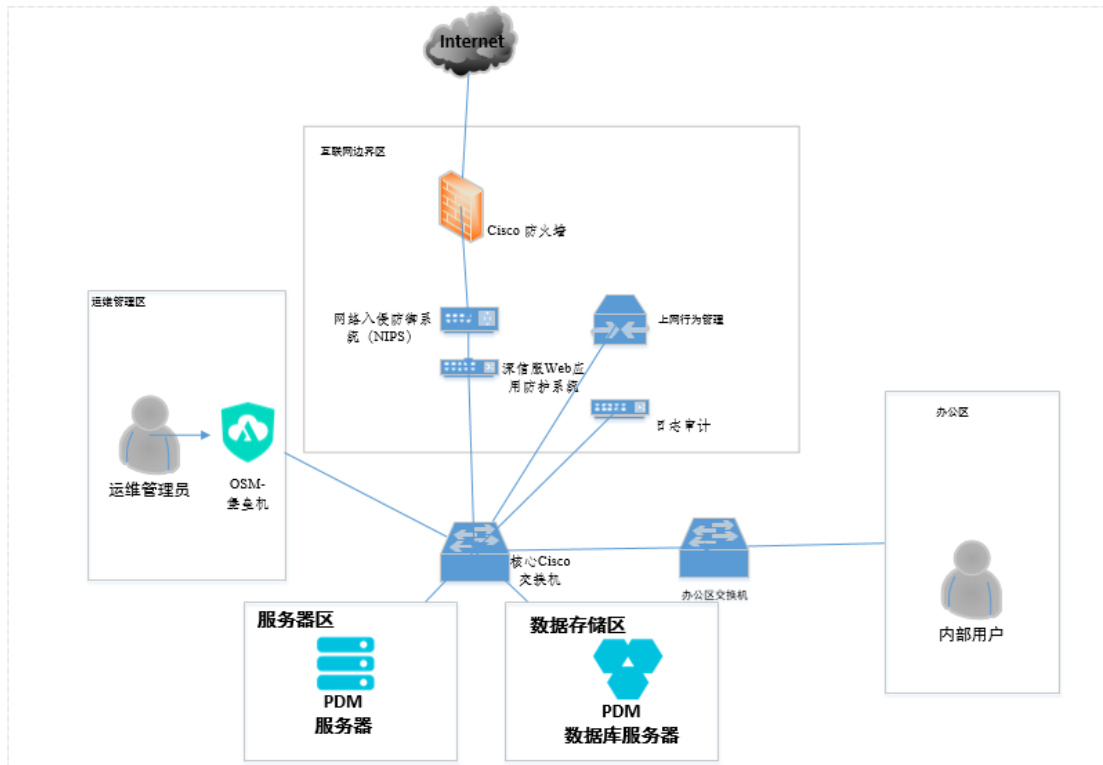 Internet
互联网边界区
Cisco 防火墙
运维管理区
网络入侵防御系
统（NIPS）
上网行为管理
深信服Web应
用防护系统
日志审计
办公区
运维管理员
OSM-
堡垒机
核心Cisco
交换机
办公区交换机
内部用户
服务器区
PDM
服务器
数据存储区
PDM
数据库服务器